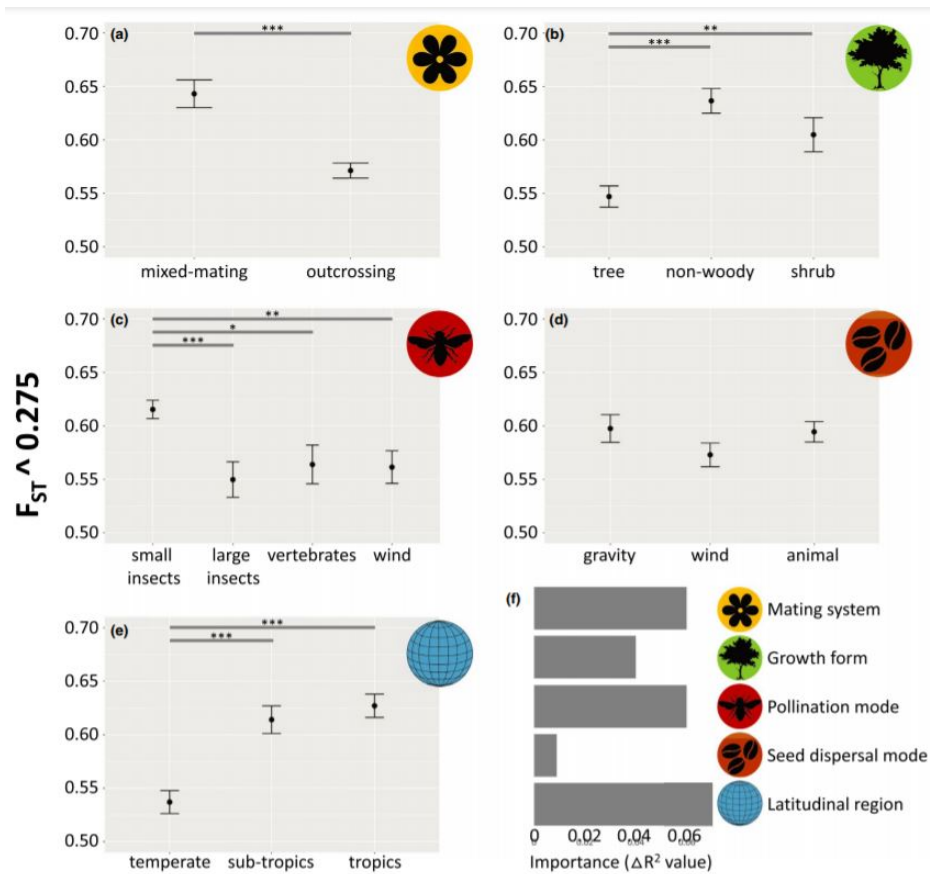 (a)
***
0.70
0.65
0.60
0.55
0.50
mixed-mating
outcrossing
(b)
**
***
0.70
0.65
0.60
0.55
0.50
tree
non-woody
shrub
(c)
**
*
***
0.70
0.65
0.60
0.55
0.50
small insects
large insects
vertebrates
wind
(d)
0.70
0.65
0.60
0.55
0.50
gravity
wind
animal
F_ST ^ 0.275
(e)
***
***
0.70
0.65
0.60
0.55
0.50
temperate
sub-tropics
tropics
(f)
Mating system
Growth form
Pollination mode
Seed dispersal mode
Latitudinal region
0
0.02
0.04
0.06
Importance (△R² value)